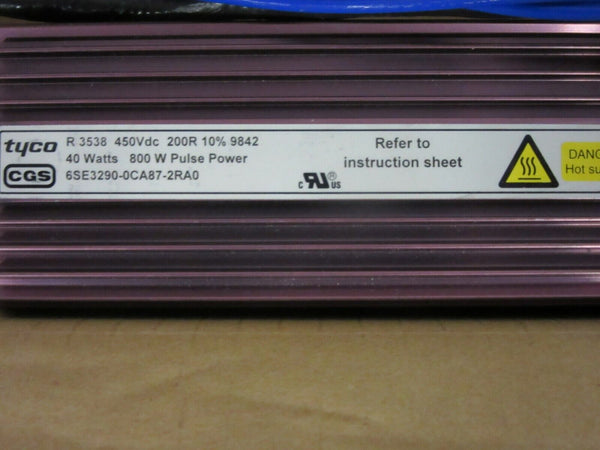 tyco R 3538 450Vdc 200R 10% 9842
40 Watts 800 W Pulse Power
CGS 6SE3290-0CA87-2RA0
Refer to
instruction sheet
c RU® US
DANG
Hot su